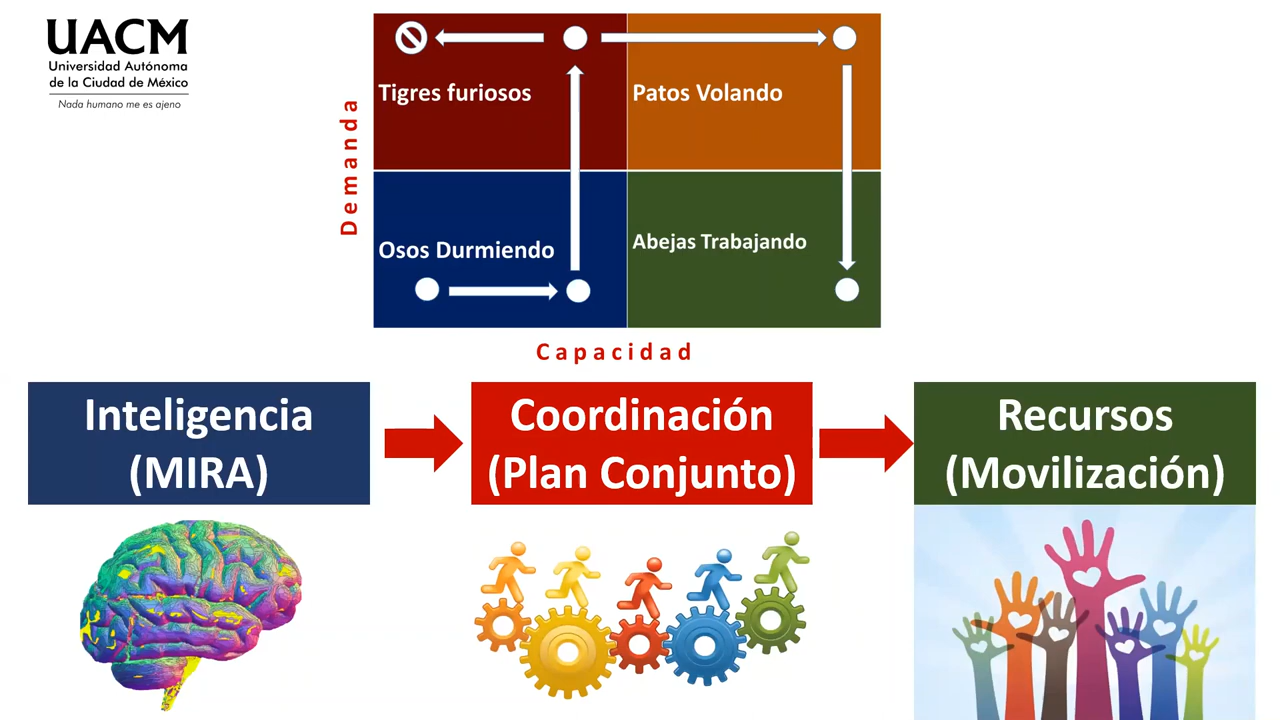 UACM
Universidad Autónoma
de la Ciudad de México
Nada humano me es ajeno
Demanda
Tigres furiosos
Patos Volando
Osos Durmiendo
Abejas Trabajando
Capacidad
Inteligencia
(MIRA)
Coordinación
(Plan Conjunto)
Recursos
(Movilización)